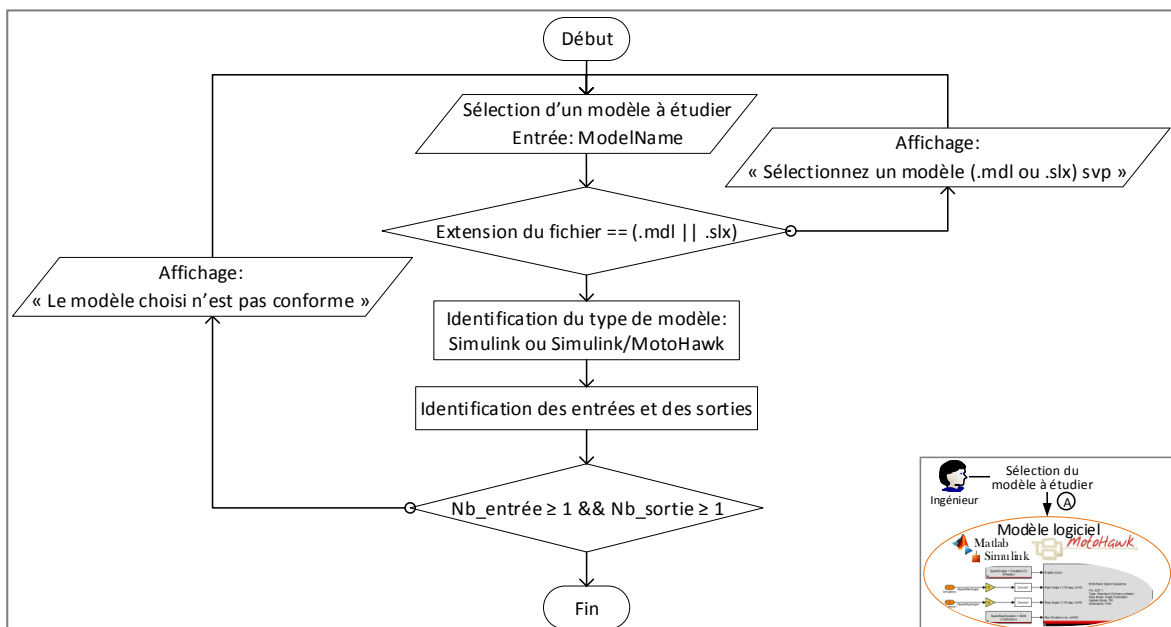 Début
Sélection d'un modèle à étudier
Entrée: ModelName
Affichage:
« Sélectionnez un modèle (.mdl ou .slx) svp »
Extension du fichier == (.mdl || .slx)
Affichage:
« Le modèle choisi n'est pas conforme »
Identification du type de modèle:
Simulink ou Simulink/MotoHawk
Identification des entrées et des sorties
Nb_entrée ≥ 1 && Nb_sortie ≥ 1
Fin
Ingénieur
Sélection du
modèle à étudier
A
Modèle logiciel
Matlab
Simulink
MotoHawk